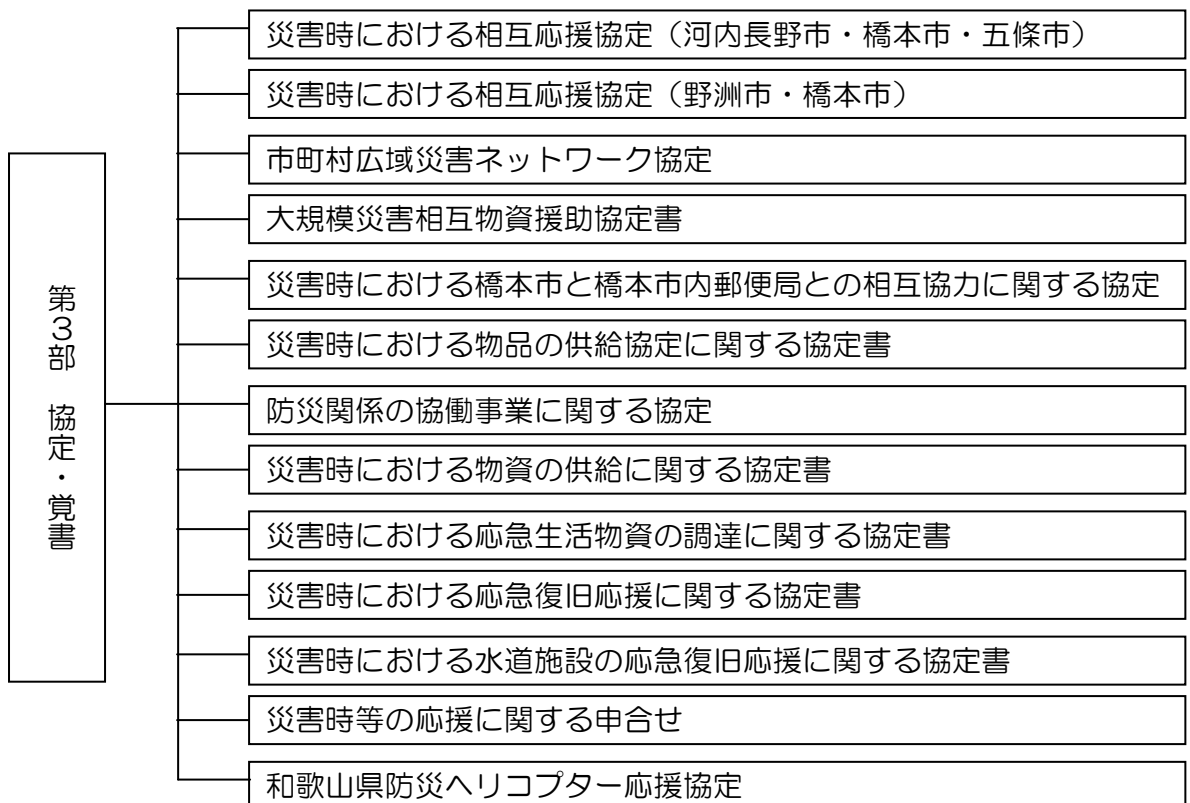 第３部　協定・覚書
災害時における相互応援協定（河内長野市・橋本市・五條市）
災害時における相互応援協定（野洲市・橋本市）
市町村広域災害ネットワーク協定
大規模災害相互物資援助協定書
災害時における橋本市と橋本市内郵便局との相互協力に関する協定
災害時における物品の供給協定に関する協定書
防災関係の協働事業に関する協定
災害時における物資の供給に関する協定書
災害時における応急生活物資の調達に関する協定書
災害時における応急復旧応援に関する協定書
災害時における水道施設の応急復旧応援に関する協定書
災害時等の応援に関する申合せ
和歌山県防災ヘリコプター応援協定